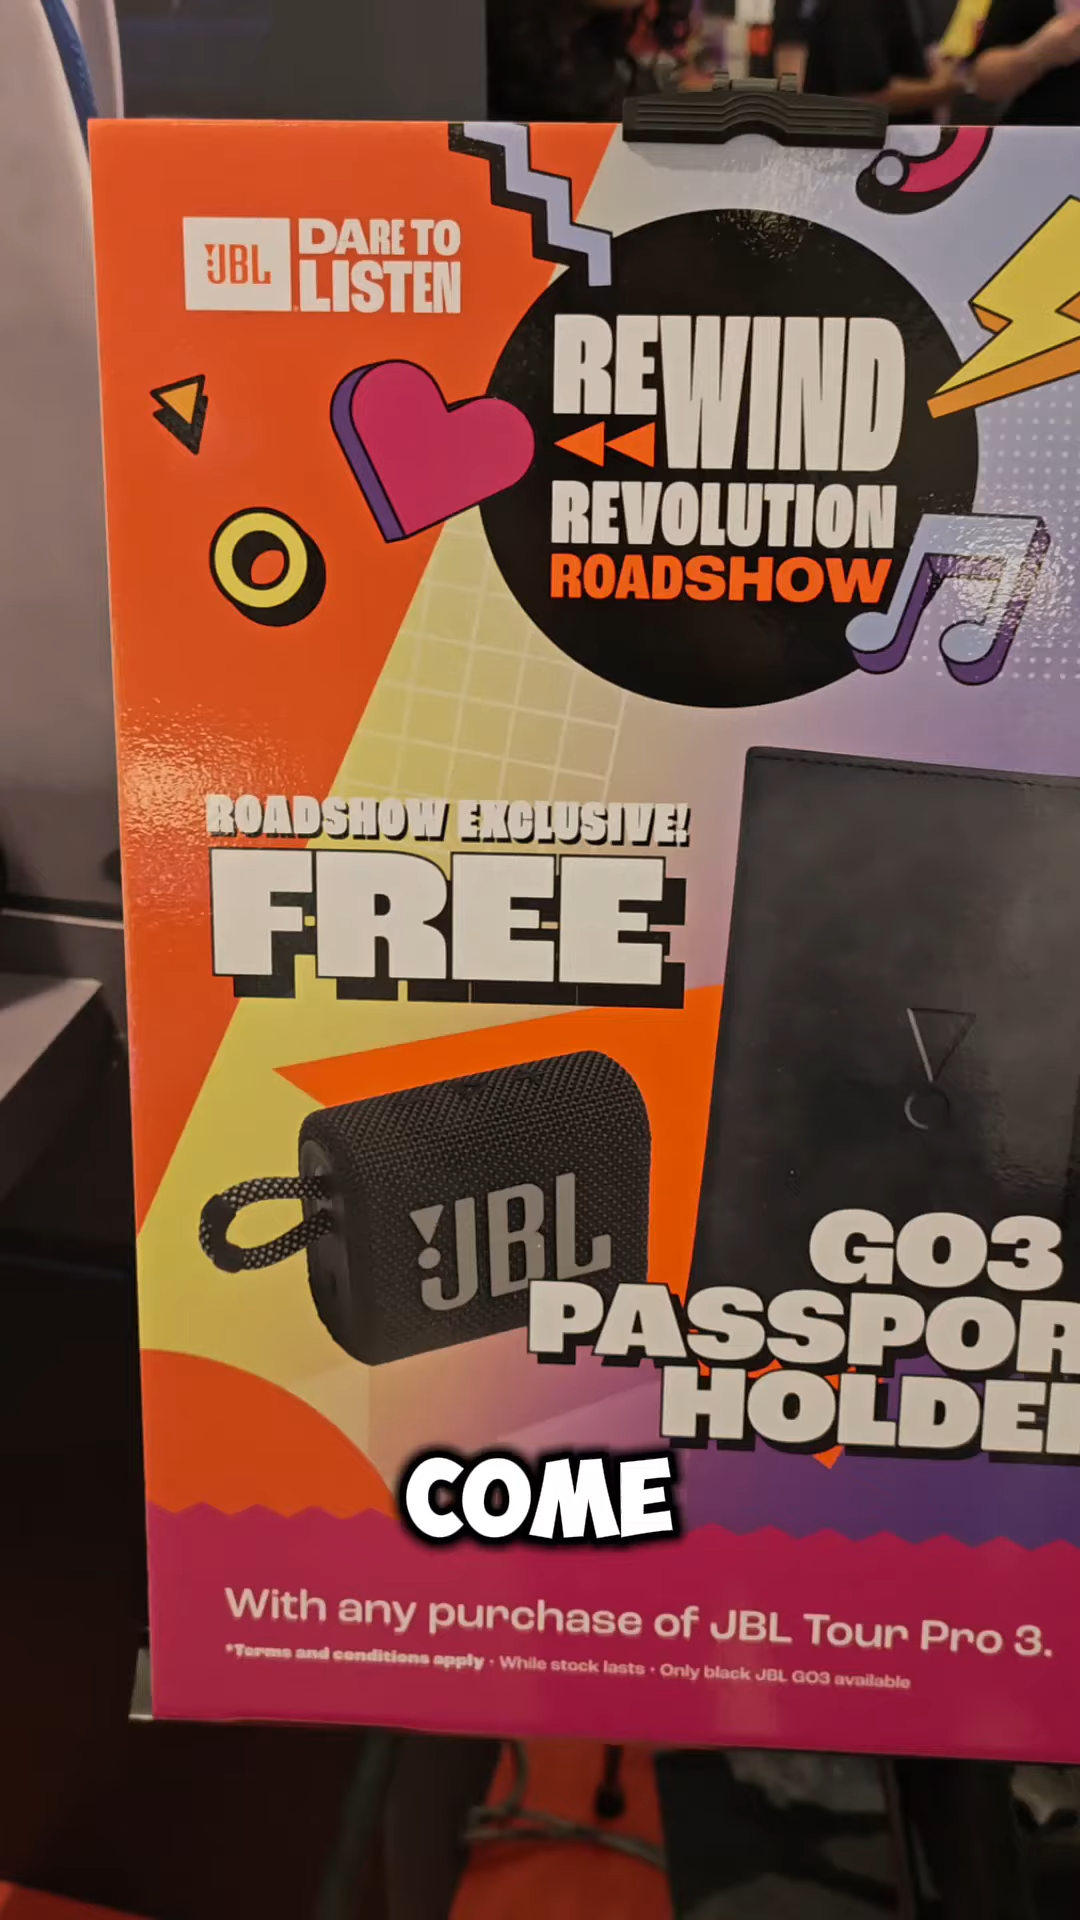 JBL DARE TO
LISTEN
REWIND
REVOLUTION
ROADSHOW
ROADSHOW EXCLUSIVE!
FREE
JBL
GO3
PASSPOR
HOLDE
COME
With any purchase of JBL Tour Pro 3.
*Terms and conditions apply • While stock lasts • Only black JBL GO3 available